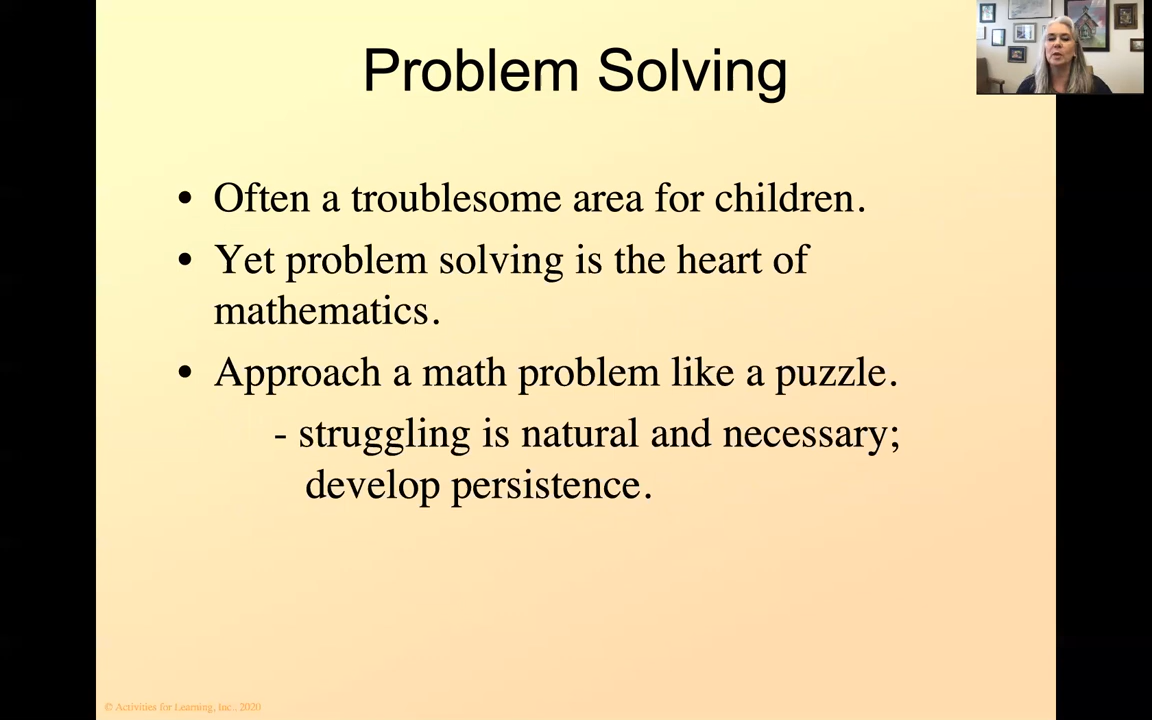 Problem Solving
• Often a troublesome area for children.
• Yet problem solving is the heart of
mathematics.
• Approach a math problem like a puzzle.
- struggling is natural and necessary;
develop persistence.
© Activities for Learning, Inc., 2020